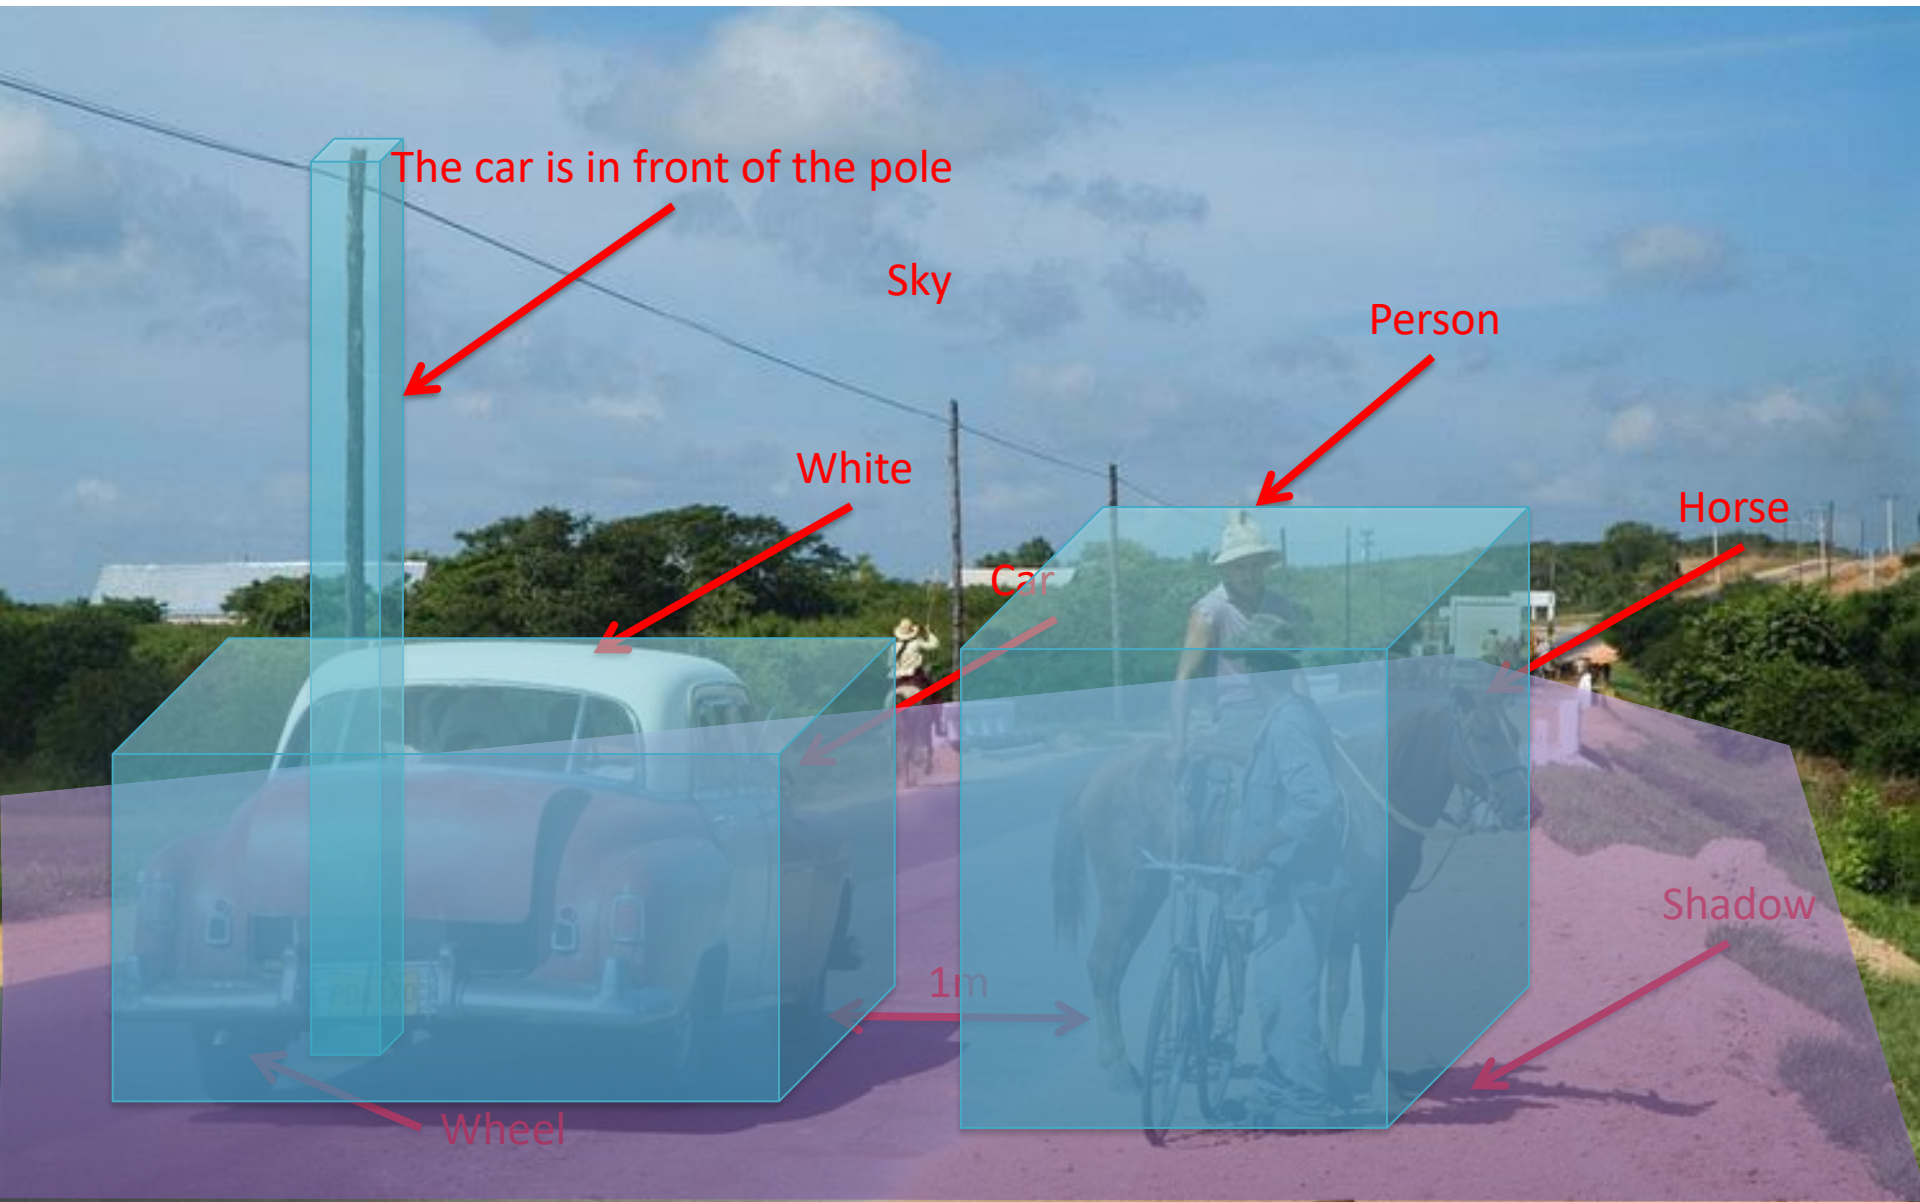 The car is in front of the pole
Sky
Person
White
Horse
Car
Shadow
1m
Wheel